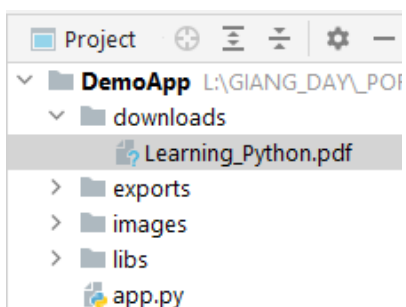 Project
DemoApp L:\GIANG_DAY\_POF
downloads
Learning_Python.pdf
exports
images
libs
app.py